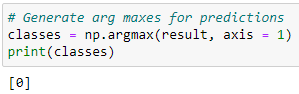 # Generate arg maxes for predictions
classes = np.argmax(result, axis = 1)
print(classes)
[0]